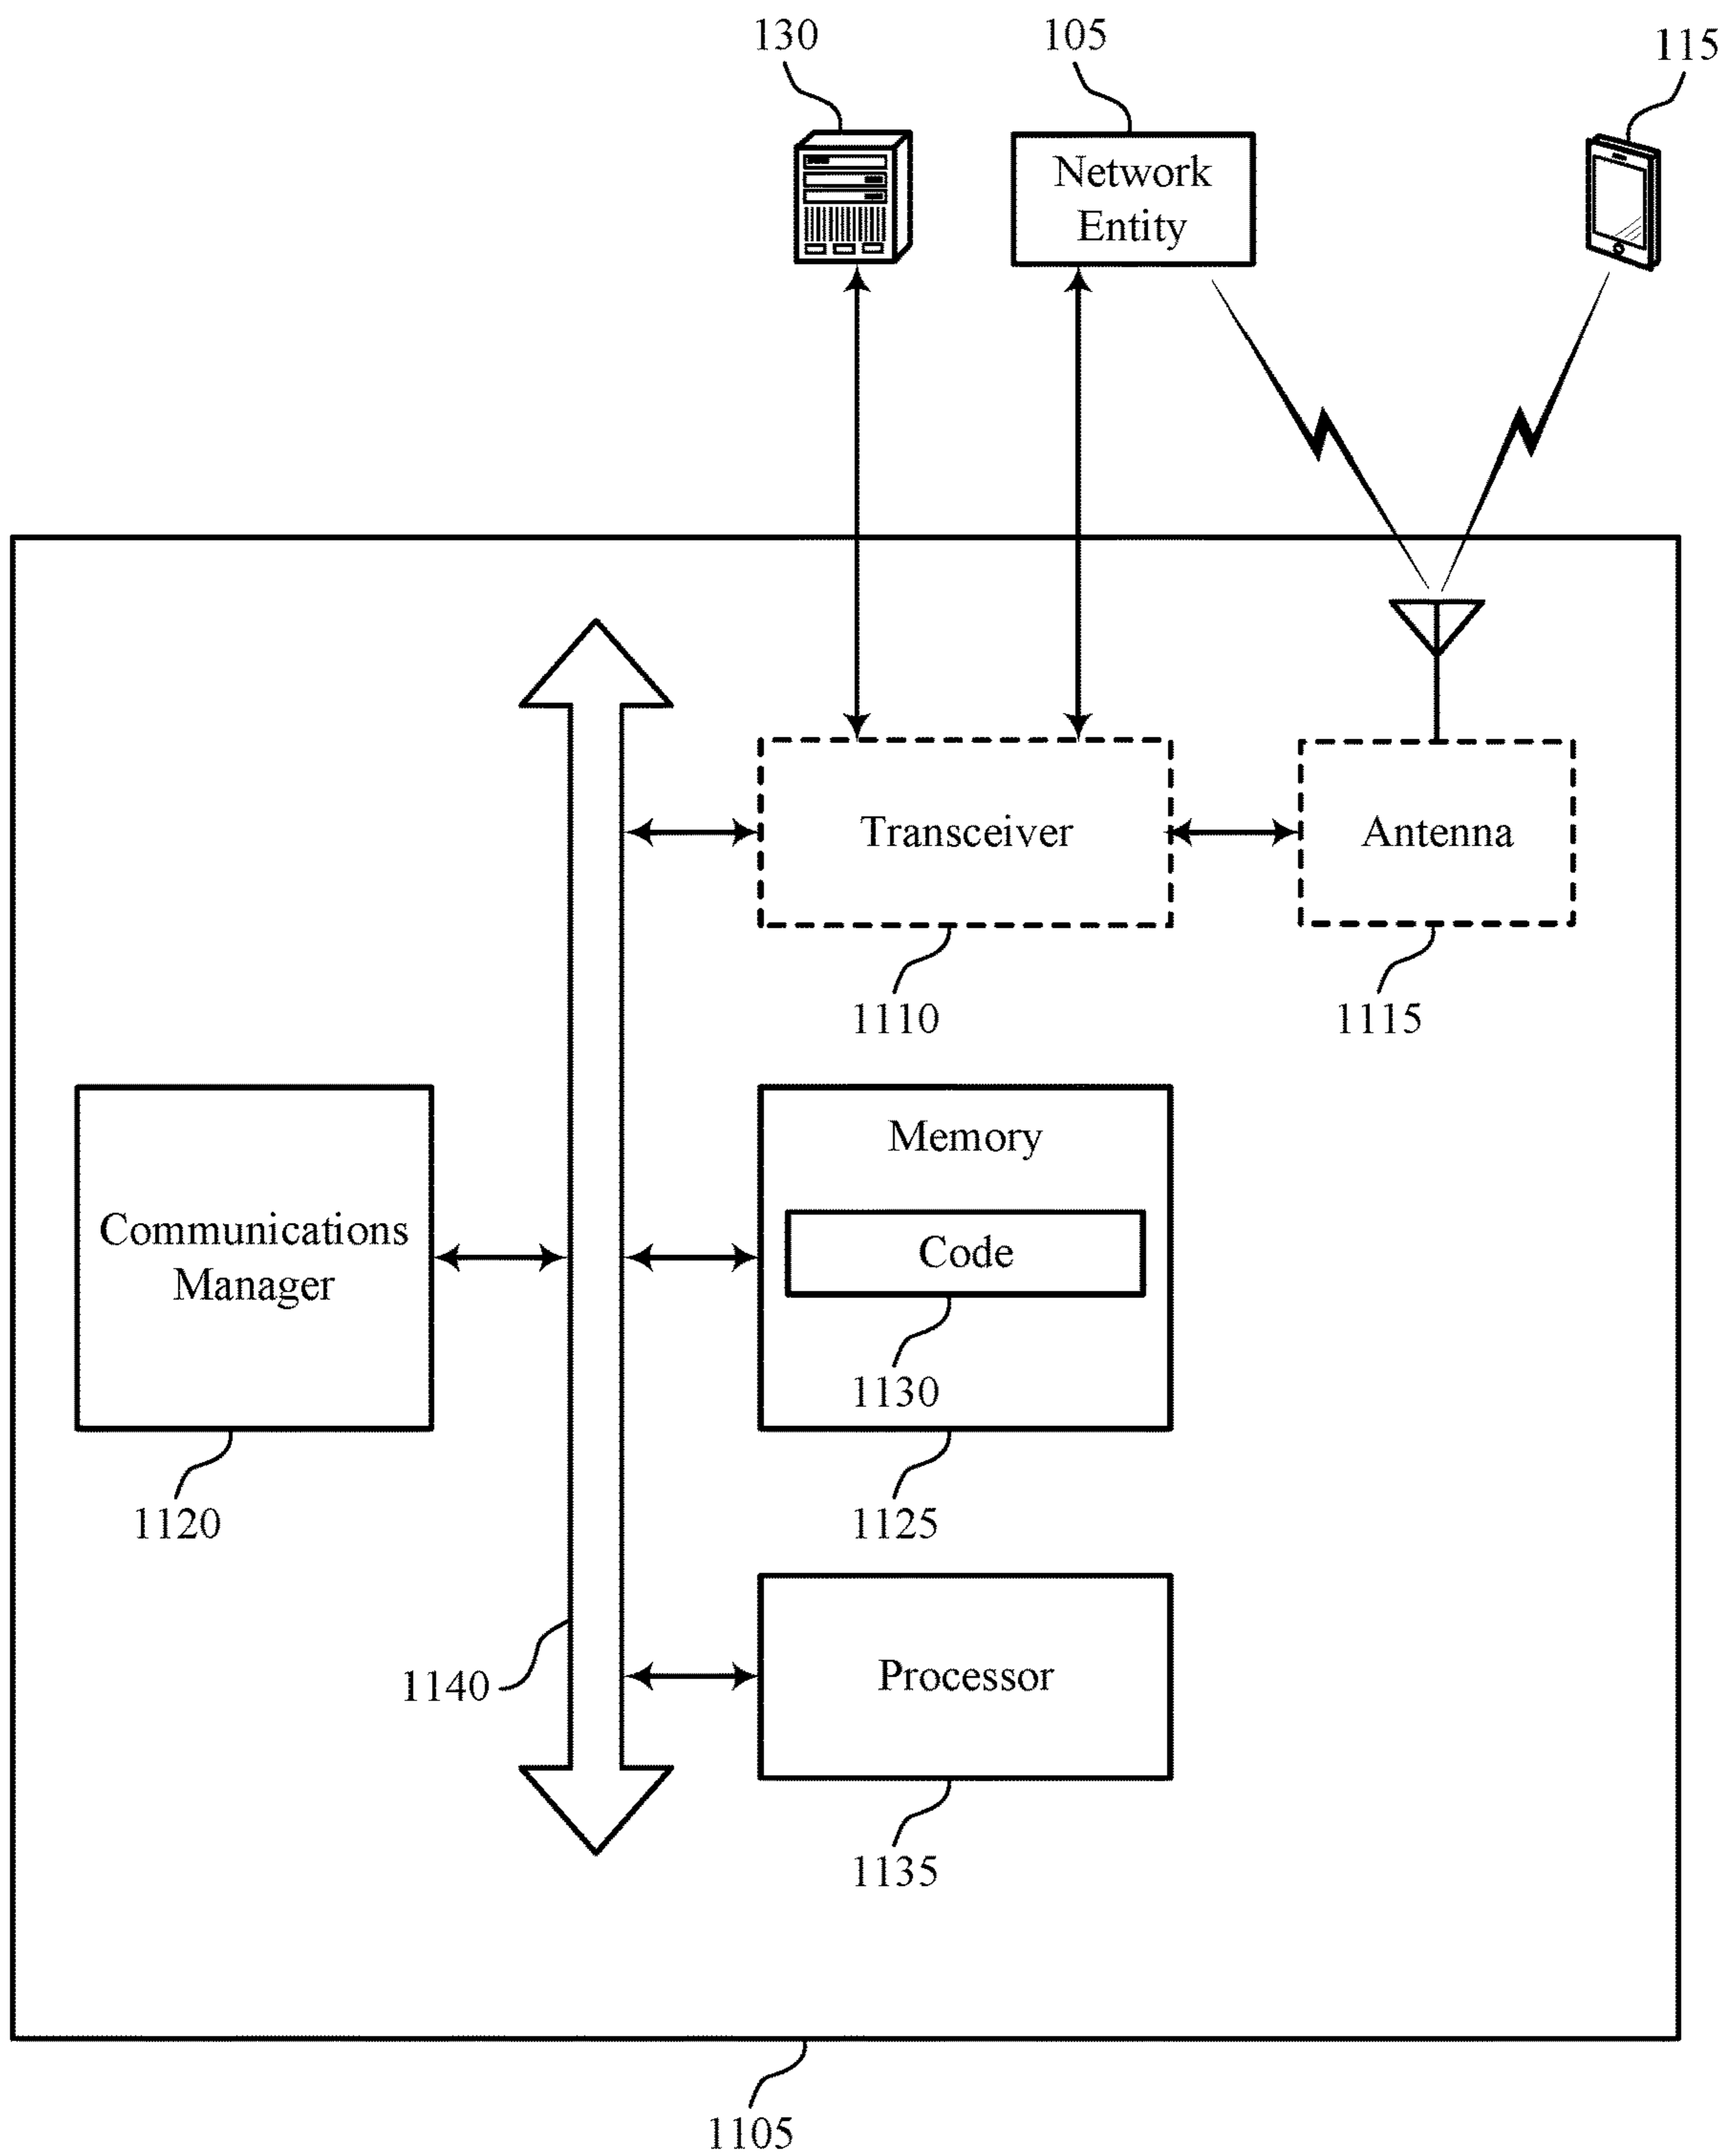 130
105
115
Network
Entity
Transceiver
Antenna
1110
1115
Memory
Communications
Manager
Code
1130
1120
1125
Processor
1140
1135
1105